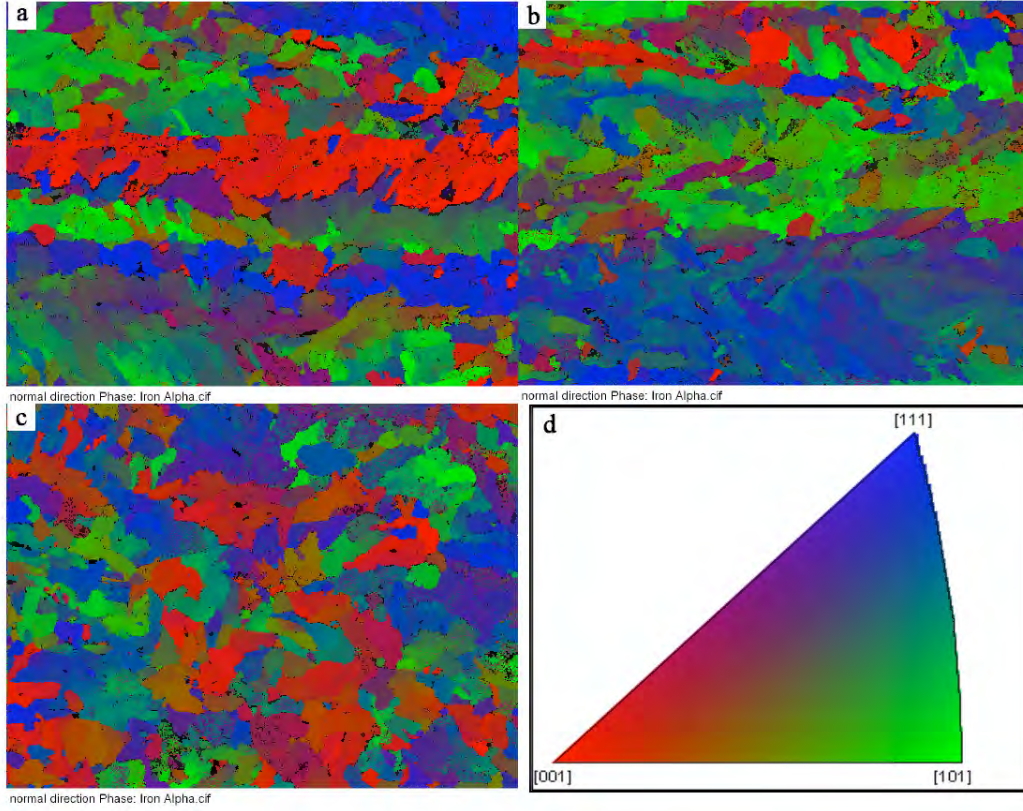 a
b
normal direction Phase: Iron Alpha.cif
normal direction Phase: Iron Alpha.cif
c
d
[111]
[001]
[101]
normal direction Phase: Iron Alpha.cif